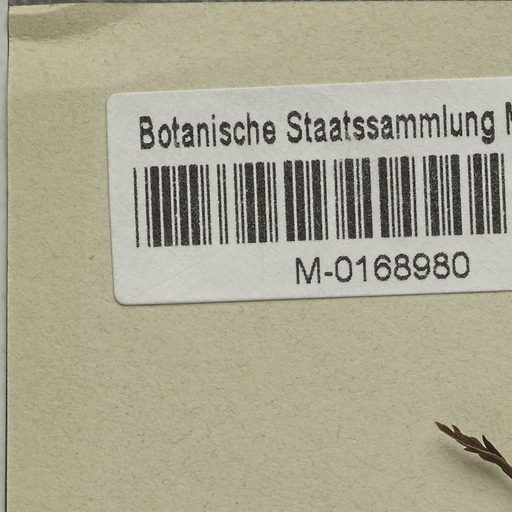 Botanische Staatssammlung
M-0168980